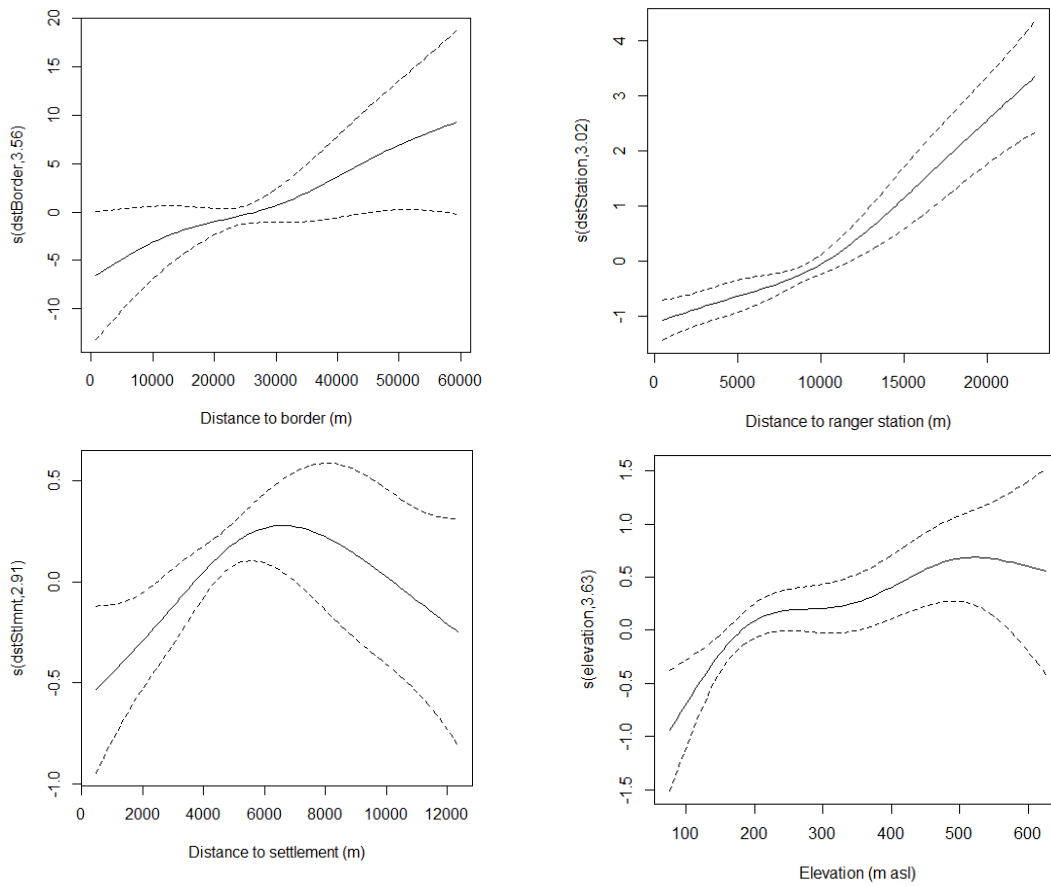 s(dstBorder,3.56)
20
15
10
5
0
-5
-10
0 10000 20000 30000 40000 50000 60000
Distance to border (m)
s(dstStation,3.02)
4
3
2
1
0
-1
0 5000 10000 15000 20000
Distance to ranger station (m)
s(dstStlmnt,2.91)
0.5
0.0
-0.5
-1.0
0 2000 4000 6000 8000 10000 12000
Distance to settlement (m)
s(elevation,3.63)
1.5
1.0
0.5
0.0
-0.5
-1.0
-1.5
100 200 300 400 500 600
Elevation (m asl)